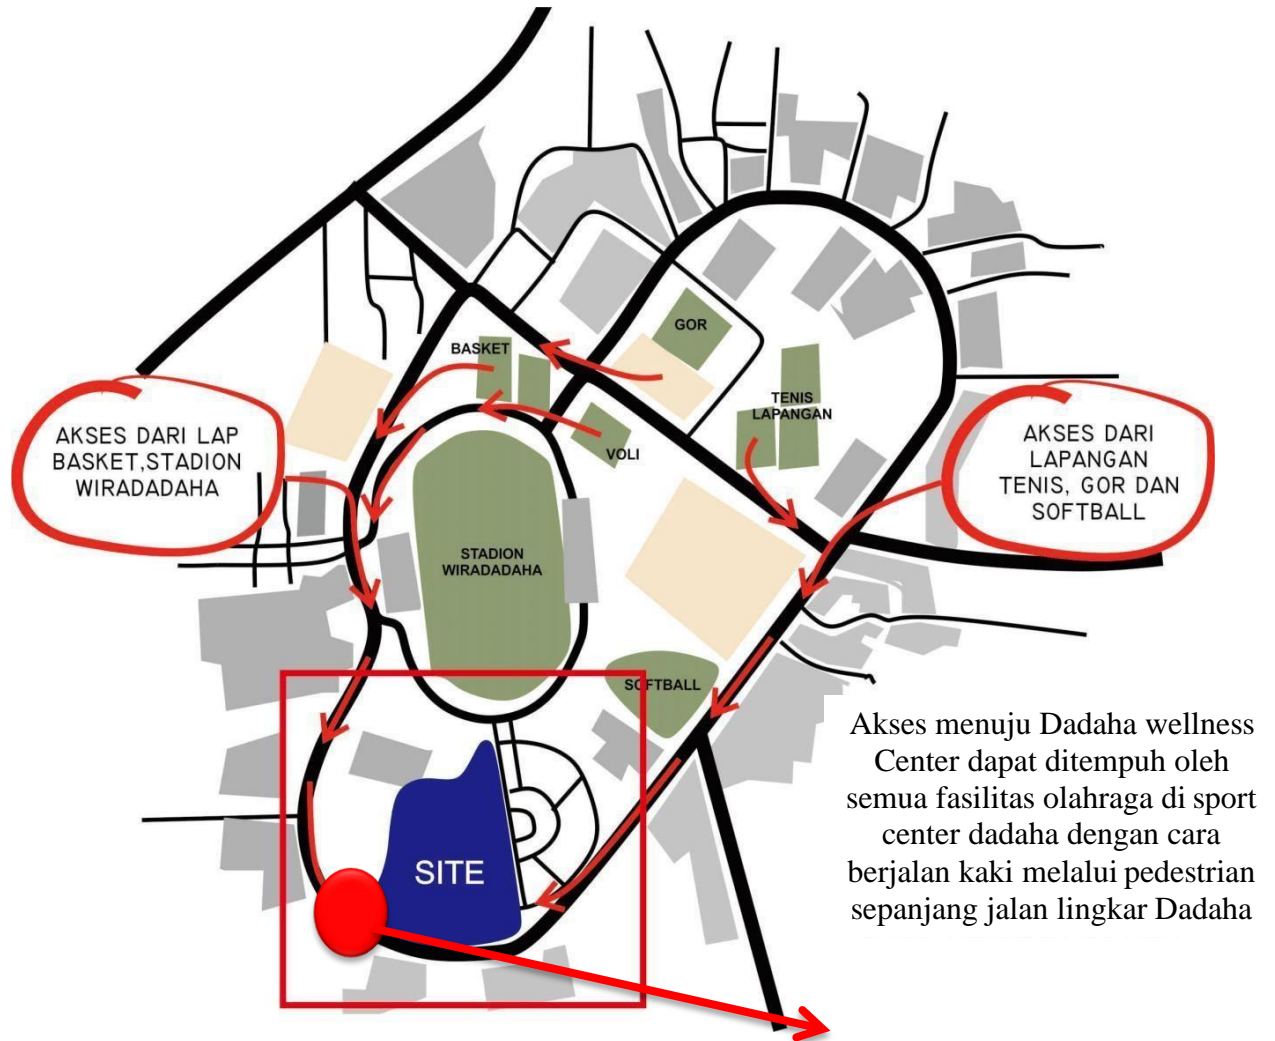 GOR
BASKET
TENIS
LAPANGAN
AKSES DARI LAP
BASKET,STADION
WIRADADAHA
VOLI
AKSES DARI
LAPANGAN
TENIS, GOR DAN
SOFTBALL
STADION
WIRADADAHA
SOFTBALL
SITE
Akses menuju Dadaha wellness
Center dapat ditempuh oleh
semua fasilitas olahraga di sport
center dadaha dengan cara
berjalan kaki melalui pedestrian
sepanjang jalan lingkar Dadaha